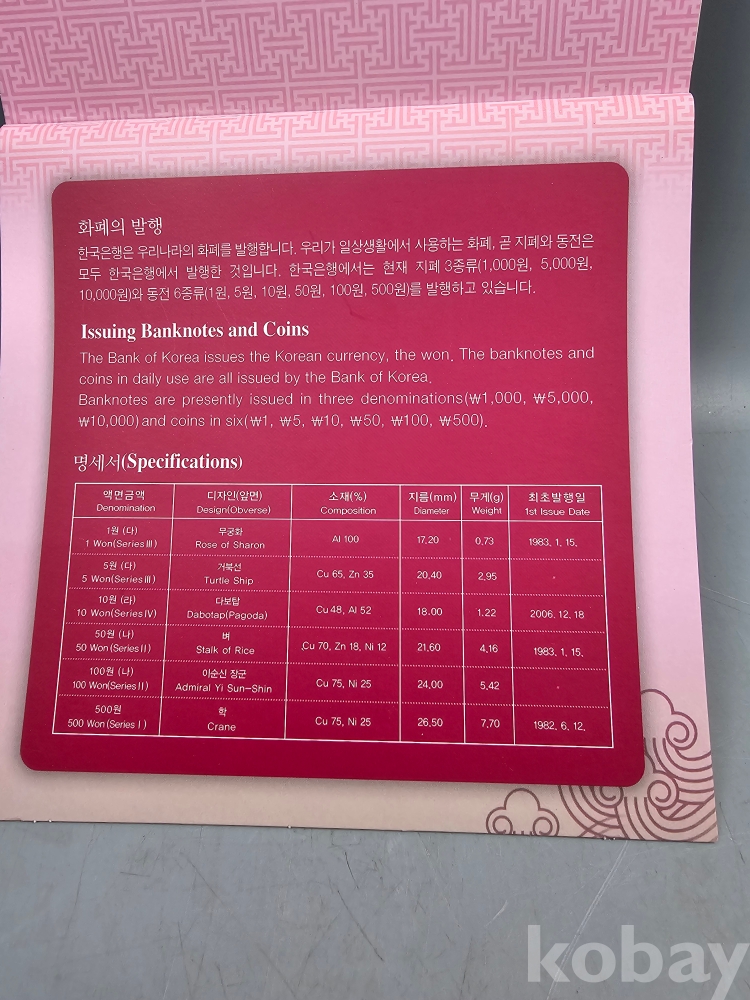 화폐의 발행
한국은행은 우리나라의 화폐를 발행합니다. 우리가 일상생활에서 사용하는 화폐, 곧 지폐와 동전은
모두 한국은행에서 발행한 것입니다. 한국은행에서는 현재 지폐 3종류(1,000원, 5,000원,
10,000원)와 동전 6종류(1원, 5원, 10원, 50원, 100원, 500원)를 발행하고 있습니다.
Issuing Banknotes and Coins
The Bank of Korea issues the Korean currency, the won. The banknotes and
coins in daily use are all issued by the Bank of Korea.
Banknotes are presently issued in three denominations(₩1,000, ₩5,000,
₩10,000) and coins in six(₩1, ₩5, ₩10, ₩50, ₩100, ₩500).
명세서(Specifications)
액면금액 디자인(앞면) 소재(%) 지름(mm) 무게(g) 최초발행일
Denomination Design(Obverse) Composition Diameter Weight 1st Issue Date
1원 (다) 무궁화
1 Won(SeriesⅢ) Rose of Sharon Al 100 17.20 0.73 1983. 1. 15.
5원 (다) 거북선
5 Won(SeriesⅢ) Turtle Ship Cu 65, Zn 35 20.40 2.95
10원 (라) 다보탑
10 Won(SeriesⅣ) Dabotap(Pagoda) Cu 48, Al 52 18.00 1.22 2006. 12. 18
50원 (나) 벼
50 Won(SeriesⅡ) Stalk of Rice Cu 70, Zn 18, Ni 12 21.60 4.16 1983. 1. 15.
100원 (나) 이순신 장군
100 Won(SeriesⅡ) Admiral Yi Sun-Shin Cu 75, Ni 25 24.00 5.42
500원 학
500 Won(SeriesⅠ) Crane Cu 75, Ni 25 26.50 7.70 1982. 6. 12.
kobay